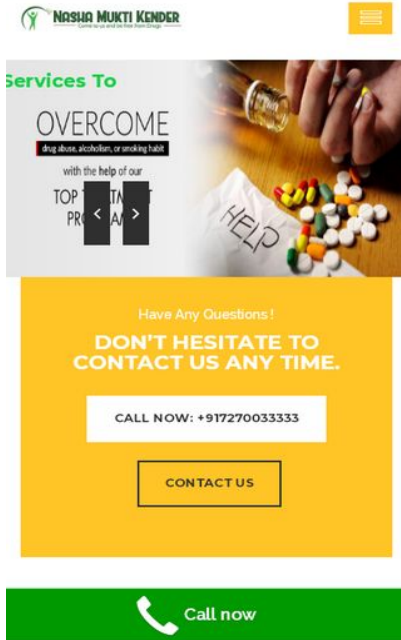 NASHA MUKTI KENDER
Come to us and be free from Drugs
Services To
OVERCOME
drug abuse, alcoholism, or smoking habit
with the help of our
TOP
HELP
Have Any Questions !
DON'T HESITATE TO
CONTACT US ANY TIME.
CALL NOW: +917270033333
CONTACT US
Call now